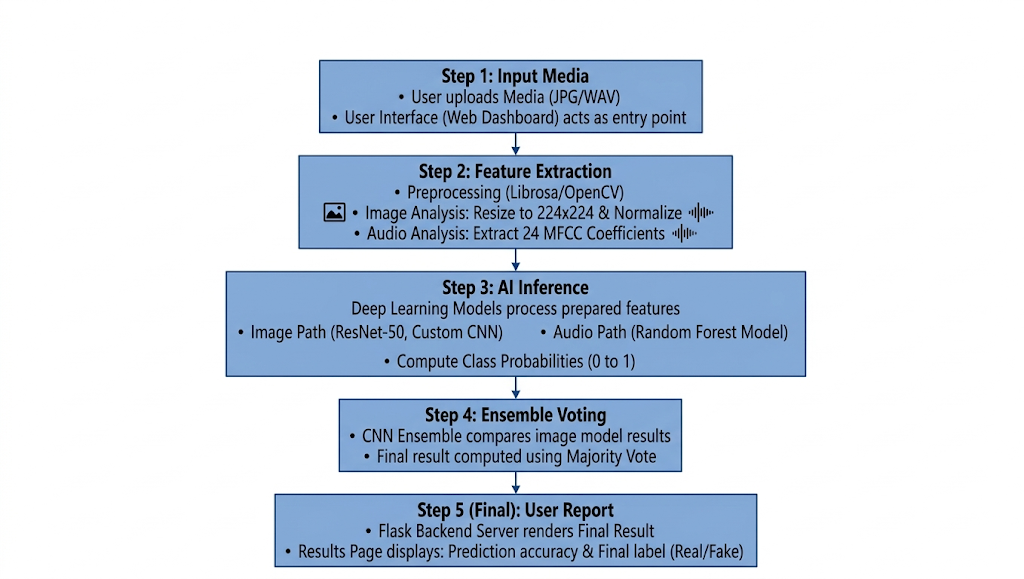 Step 1: Input Media
• User uploads Media (JPG/WAV)
• User Interface (Web Dashboard) acts as entry point
Step 2: Feature Extraction
• Preprocessing (Librosa/OpenCV)
• Image Analysis: Resize to 224x224 & Normalize
• Audio Analysis: Extract 24 MFCC Coefficients
Step 3: AI Inference
Deep Learning Models process prepared features
• Image Path (ResNet-50, Custom CNN) • Audio Path (Random Forest Model)
• Compute Class Probabilities (0 to 1)
Step 4: Ensemble Voting
• CNN Ensemble compares image model results
• Final result computed using Majority Vote
Step 5 (Final): User Report
• Flask Backend Server renders Final Result
• Results Page displays: Prediction accuracy & Final label (Real/Fake)